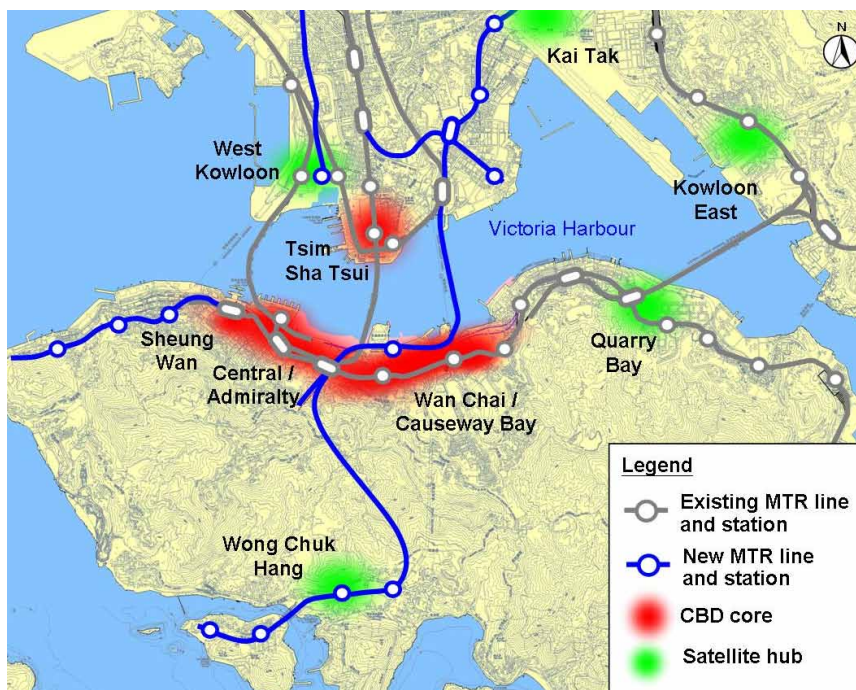 N
Kai Tak
West
Kowloon
Kowloon
East
Victoria Harbour
Tsim
Sha Tsui
Sheung
Wan
Central /
Admiralty
Wan Chai /
Causeway Bay
Quarry
Bay
Wong Chuk
Hang
Legend
Existing MTR line
and station
New MTR line
and station
CBD core
Satellite hub